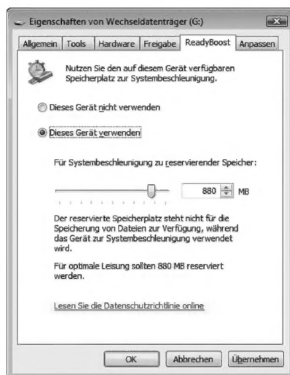 Eigenschaften von Wechseldatenträger (G:)
Allgemein Tools Hardware Freigabe ReadyBoost Anpassen
Nutzen Sie den auf diesem Gerät verfügbaren
Speicherplatz zur Systembeschleunigung.
Dieses Gerät nicht verwenden
Dieses Gerät verwenden
Für Systembeschleunigung zu reservierender Speicher:
880 MB
Der reservierte Speicherplatz steht nicht für die
Speicherung von Dateien zur Verfügung, während
das Gerät zur Systembeschleunigung verwendet
wird.
Für optimale Leisung sollten 880 MB reserviert
werden.
Lesen Sie die Datenschutzrichtlinie online
OK Abbrechen Übernehmen